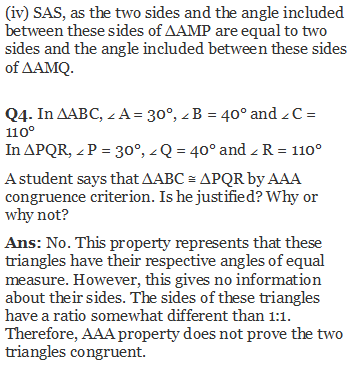 (iv) SAS, as the two sides and the angle included
between these sides of ΔAMP are equal to two
sides and the angle included between these sides
of ΔAMQ.
Q4. In ΔABC, ∠A = 30°, ∠B = 40° and ∠C =
110°
In ΔPQR, ∠P = 30°, ∠Q = 40° and ∠R = 110°
A student says that ΔABC ≅ ΔPQR by AAA
congruence criterion. Is he justified? Why or
why not?
Ans: No. This property represents that these
triangles have their respective angles of equal
measure. However, this gives no information
about their sides. The sides of these triangles
have a ratio somewhat different than 1:1.
Therefore, AAA property does not prove the two
triangles congruent.